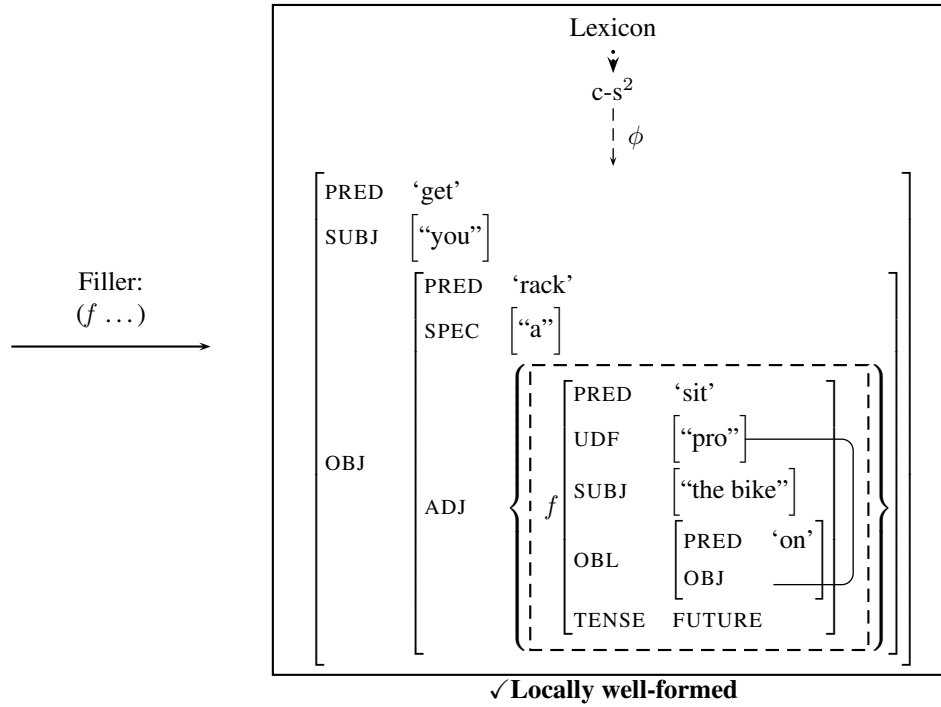 Lexicon
c-s²
ϕ
PRED ‘get’
SUBJ [“you”]
Filler:
(f …)
PRED ‘rack’
SPEC [“a”]
PRED ‘sit’
UDF [“pro”]
OBJ
SUBJ [“the bike”]
ADJ
f
PRED ‘on’
OBL
OBJ
TENSE FUTURE
✓Locally well-formed